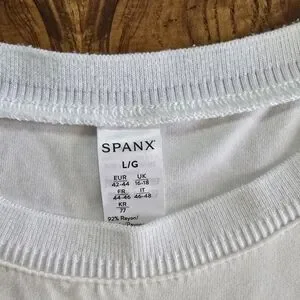 SPANX®
L/G
EUR UK
42-44 16-18
FR IT
44-46 46-48
KR
77
92% Rayon/